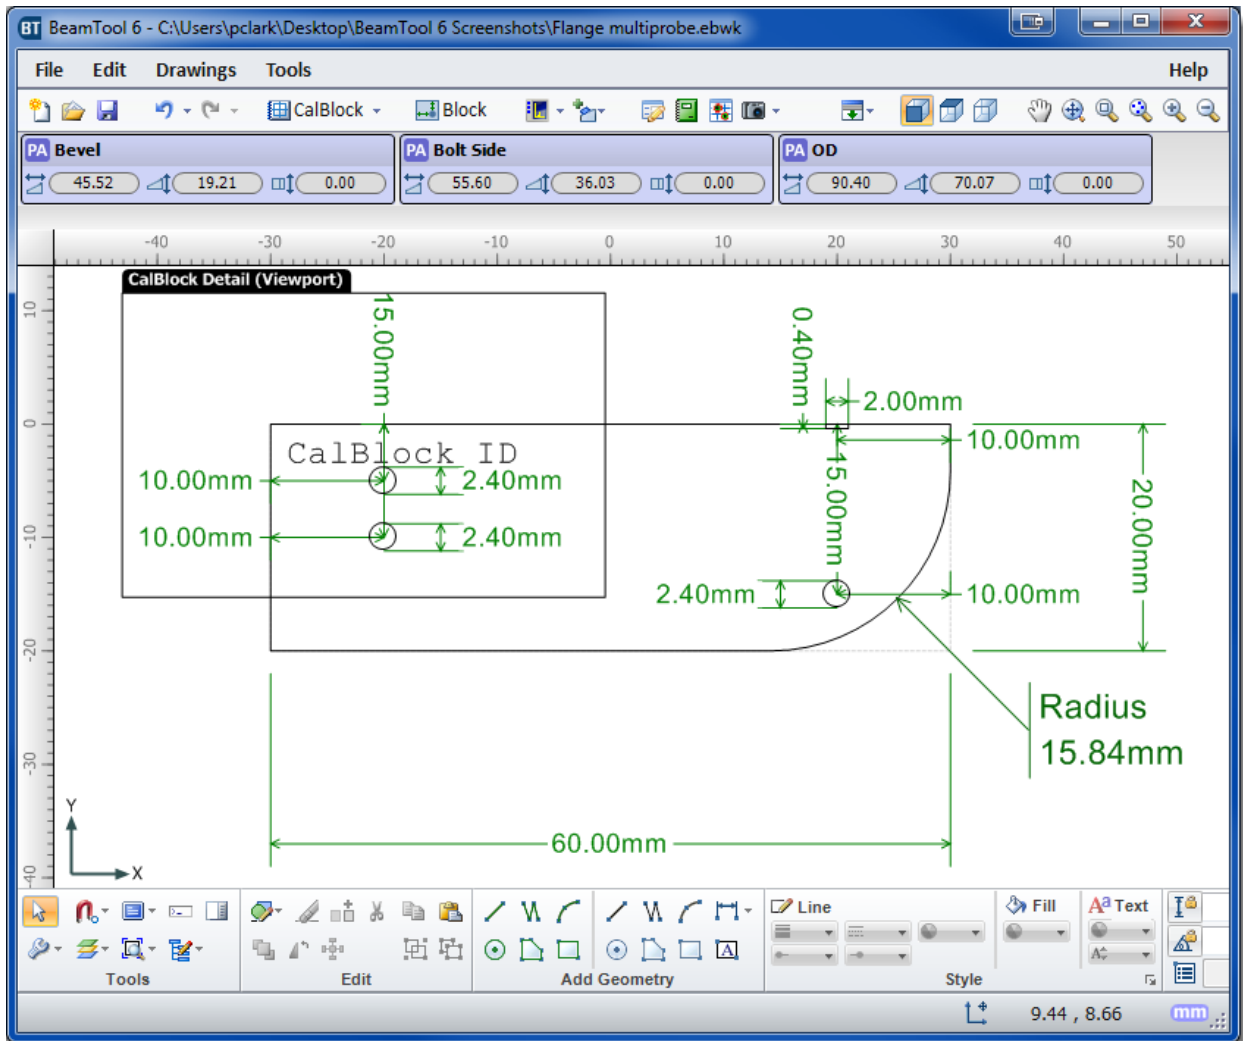 BT BeamTool 6 - C:\Users\pclark\Desktop\BeamTool 6 Screenshots\Flange multiprobe.ebwk
File Edit Drawings Tools Help
CalBlock Block
PA Bevel PA Bolt Side PA OD
45.52 19.21 0.00 55.60 36.03 0.00 90.40 70.07 0.00
-40 -30 -20 -10 0 10 20 30 40 50
CalBlock Detail (Viewport)
10
0
-10
-20
-30
-40
15.00mm
0.40mm
2.00mm
10.00mm
CalBlock ID
10.00mm
2.40mm
15.00mm
20.00mm
10.00mm
2.40mm
2.40mm
10.00mm
Radius
15.84mm
60.00mm
Y
X
Line Fill Aa Text
A
Tools Edit Add Geometry Style
9.44 , 8.66 mm